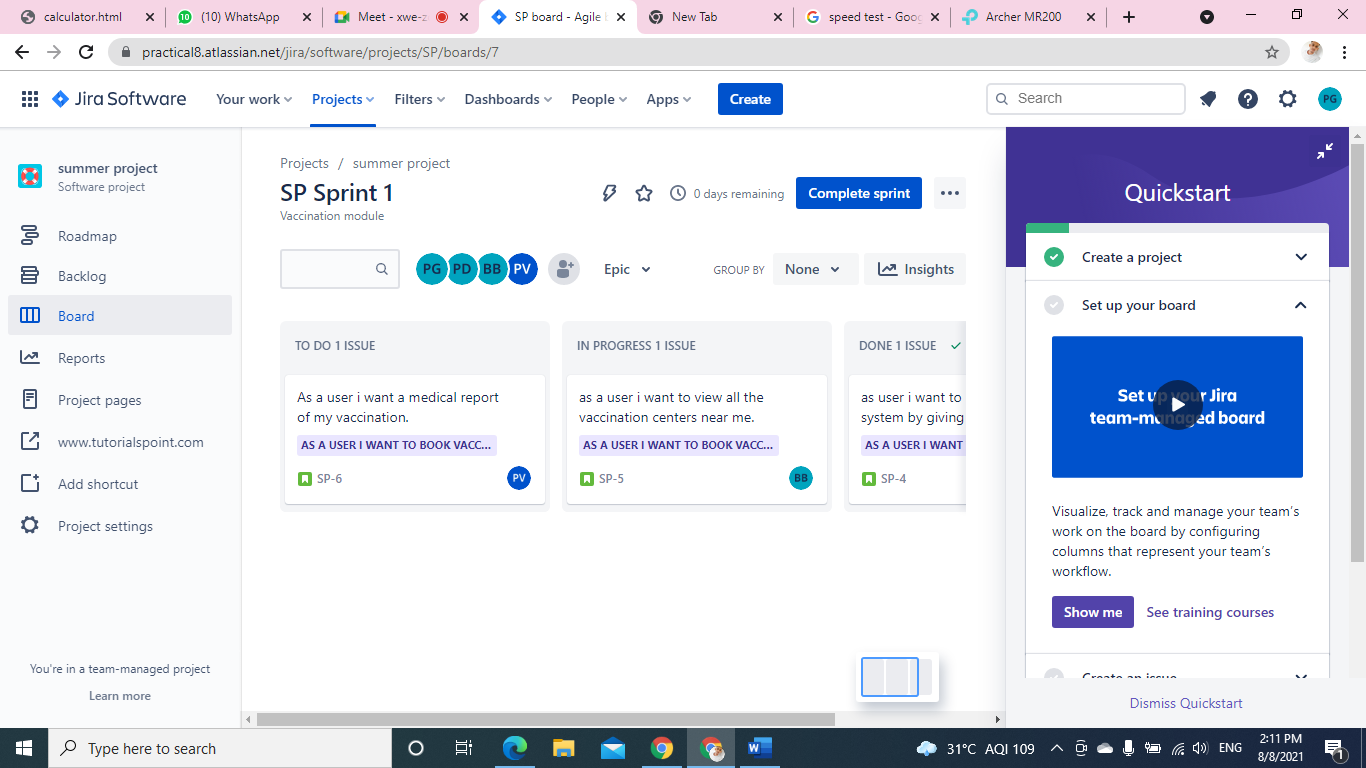 calculator.html
(10) WhatsApp
Meet - xwe-z
SP board - Agile b
New Tab
speed test - Goog
Archer MR200
practical8.atlassian.net/jira/software/projects/SP/boards/7
Jira Software
Your work
Projects
Filters
Dashboards
People
Apps
Create
Search
PG
summer project
Software project
Roadmap
Backlog
Board
Reports
Project pages
www.tutorialspoint.com
Add shortcut
Project settings
You're in a team-managed project
Learn more
Projects / summer project
SP Sprint 1
Vaccination module
0 days remaining
Complete sprint
PG PD BB PV
Epic
GROUP BY
None
Insights
TO DO 1 ISSUE
As a user i want a medical report
of my vaccination.
AS A USER I WANT TO BOOK VACC...
SP-6
PV
IN PROGRESS 1 ISSUE
as a user i want to view all the
vaccination centers near me.
AS A USER I WANT TO BOOK VACC...
SP-5
BB
DONE 1 ISSUE
as user i want to
system by giving
AS A USER I WANT
SP-4
Quickstart
Create a project
Set up your board
Set up your Jira
team-managed board
Visualize, track and manage your team's
work on the board by configuring
columns that represent your team's
workflow.
Show me
See training courses
Create an issue
Dismiss Quickstart
Type here to search
31°C AQI 109
ENG
2:11 PM
8/8/2021
1